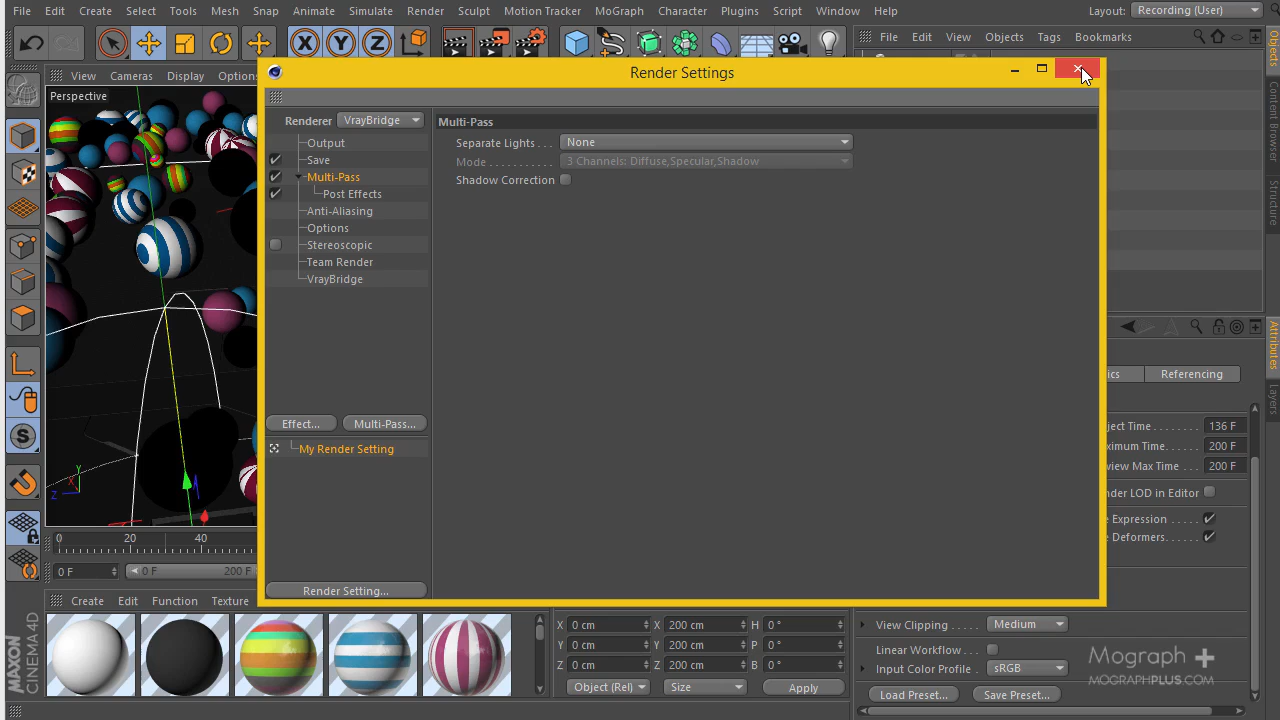 File Edit Create Select Tools Mesh Snap Animate Simulate Render Sculpt Motion Tracker MoGraph Character Plugins Script Window Help Layout: Recording (User)
X Y Z File Edit View Objects Tags Bookmarks
View Cameras Display Options
Perspective
Render Settings
Renderer VrayBridge
Output
Save
Multi-Pass
Post Effects
Anti-Aliasing
Options
Stereoscopic
Team Render
VrayBridge
Effect... Multi-Pass...
My Render Setting
Render Setting...
Multi-Pass
Separate Lights . . . None
Mode . . . . . . . . . . . 3 Channels: Diffuse,Specular,Shadow
Shadow Correction
Objects
Content Browser
Structure
Attributes
Layers
ics Referencing
ject Time . . . . . . . 136 F
ximum Time . . . . 200 F
view Max Time . . 200 F
nder LOD in Editor
e Expression . . . . .
e Deformers. . . . . .
Y
X
Z
0 20 40
0 F 0 F 200 F
Create Edit Function Texture
X 0 cm X 200 cm H 0 °
Y 0 cm Y 200 cm P 0 °
Z 0 cm Z 200 cm B 0 °
Object (Rel) Size Apply
View Clipping . . . . . . Medium
Linear Workflow . . .
Input Color Profile . . sRGB
Load Preset... Save Preset...
MAXON
CINEMA 4D
Mograph +
MOGRAPHPLUS.COM